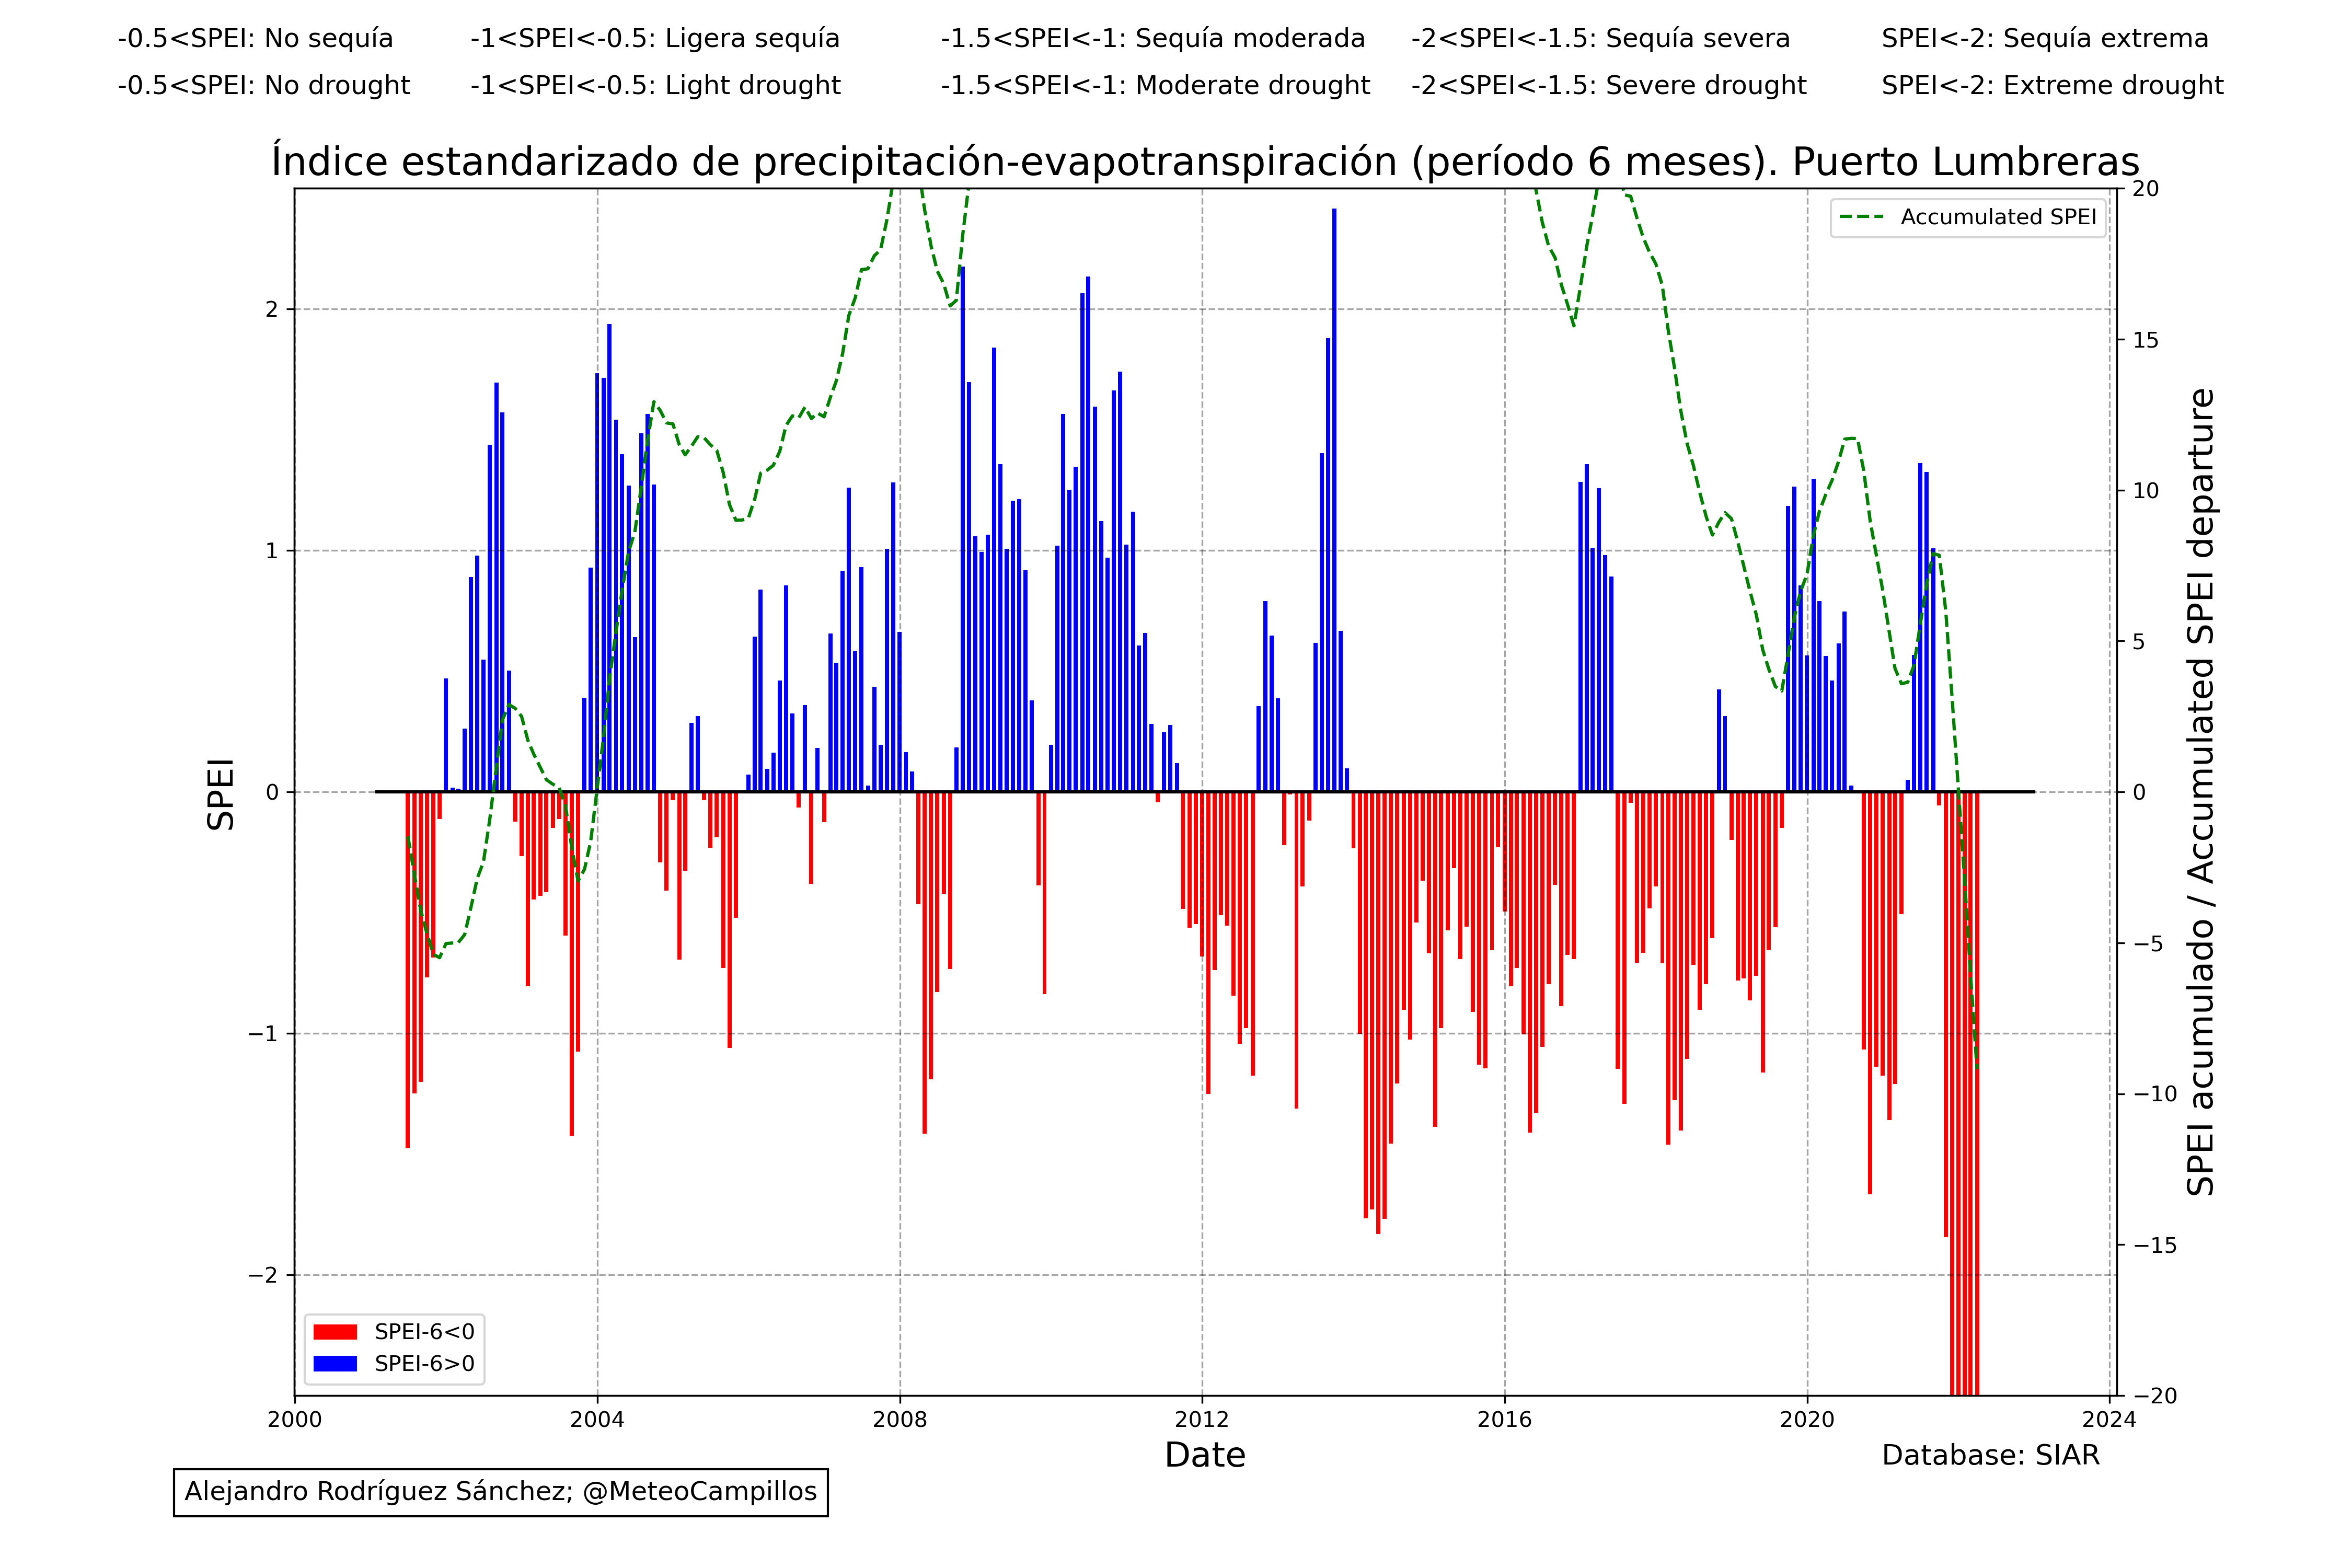 -0.5<SPEI: No sequía -1<SPEI<-0.5: Ligera sequía -1.5<SPEI<-1: Sequía moderada -2<SPEI<-1.5: Sequía severa SPEI<-2: Sequía extrema
-0.5<SPEI: No drought -1<SPEI<-0.5: Light drought -1.5<SPEI<-1: Moderate drought -2<SPEI<-1.5: Severe drought SPEI<-2: Extreme drought
Índice estandarizado de precipitación-evapotranspiración (período 6 meses). Puerto Lumbreras
Accumulated SPEI
SPEI
2
1
0
−1
−2
20
15
10
5
0
−5
−10
−15
−20
SPEI acumulado / Accumulated SPEI departure
SPEI-6<0
SPEI-6>0
2000 2004 2008 2012 2016 2020 2024
Date
Database: SIAR
Alejandro Rodríguez Sánchez; @MeteoCampillos